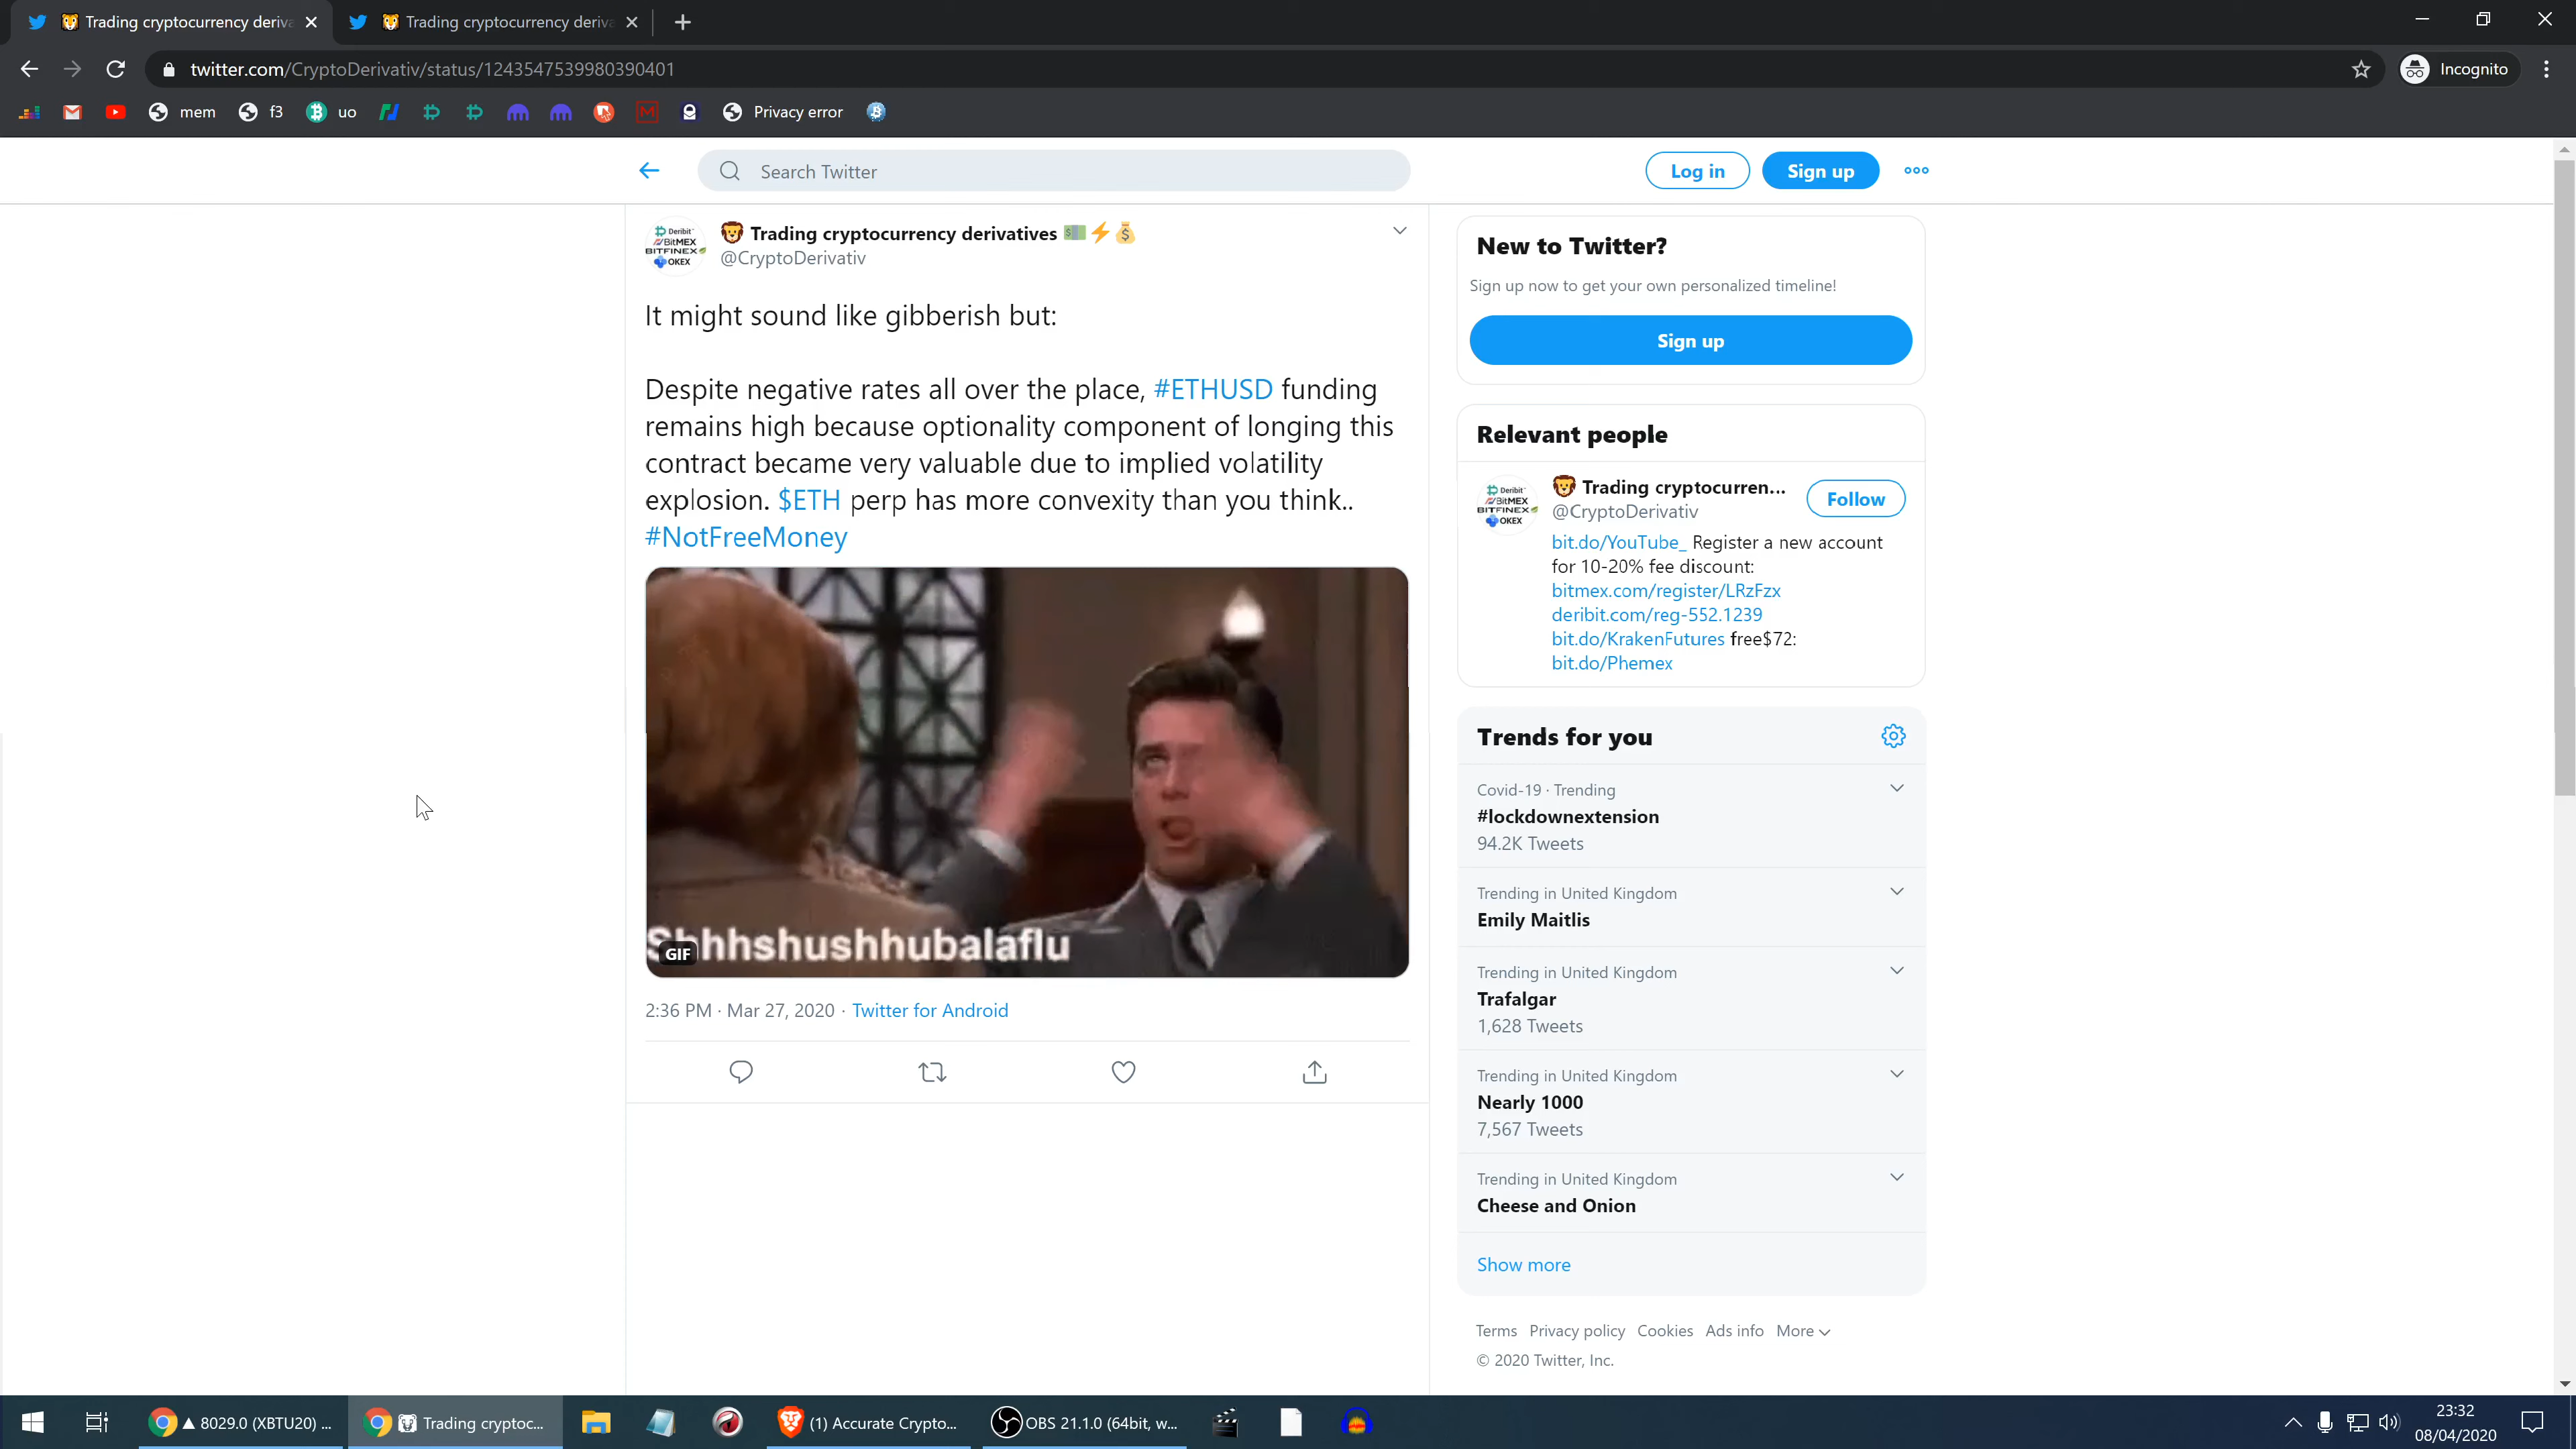 Trading cryptocurrency deriva
Trading cryptocurrency deriva
twitter.com/CryptoDerivativ/status/1243547539980390401
Incognito
mem
f3
uo
Privacy error
Search Twitter
Log in
Sign up
Trading cryptocurrency derivatives
@CryptoDerivativ
Deribit
BitMEX
BITFINEX
OKEX
It might sound like gibberish but:
Despite negative rates all over the place, #ETHUSD funding
remains high because optionality component of longing this
contract became very valuable due to implied volatility
explosion. $ETH perp has more convexity than you think..
#NotFreeMoney
Shhhshushhubalaflu
GIF
2:36 PM · Mar 27, 2020 · Twitter for Android
New to Twitter?
Sign up now to get your own personalized timeline!
Sign up
Relevant people
Deribit
BitMEX
BITFINEX
OKEX
Trading cryptocurren...
@CryptoDerivativ
Follow
bit.do/YouTube_ Register a new account
for 10-20% fee discount:
bitmex.com/register/LRzFzx
deribit.com/reg-552.1239
bit.do/KrakenFutures free$72:
bit.do/Phemex
Trends for you
Covid-19 · Trending
#lockdownextension
94.2K Tweets
Trending in United Kingdom
Emily Maitlis
Trending in United Kingdom
Trafalgar
1,628 Tweets
Trending in United Kingdom
Nearly 1000
7,567 Tweets
Trending in United Kingdom
Cheese and Onion
Show more
Terms Privacy policy Cookies Ads info More
© 2020 Twitter, Inc.
▲ 8029.0 (XBTU20) ...
Trading cryptoc...
(1) Accurate Crypto...
OBS 21.1.0 (64bit, w...
23:32
08/04/2020